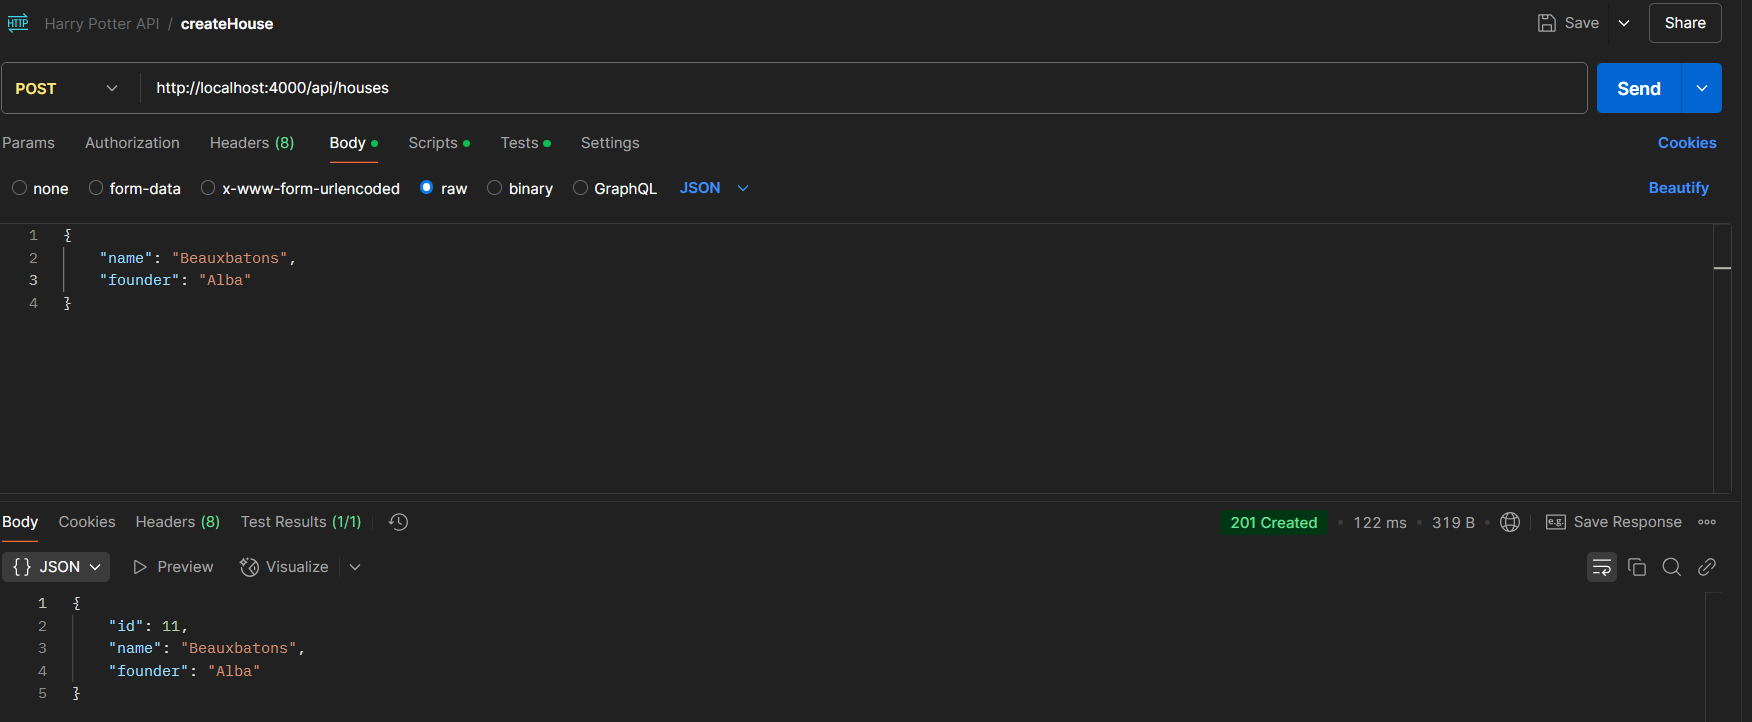 HTTP Harry Potter API / createHouse Save Share
POST http://localhost:4000/api/houses Send
Params Authorization Headers (8) Body Scripts Tests Settings Cookies
none form-data x-www-form-urlencoded raw binary GraphQL JSON Beautify
1 {
2 "name": "Beauxbatons",
3 "founder": "Alba"
4 }
Body Cookies Headers (8) Test Results (1/1) 201 Created • 122 ms • 319 B • e.g. Save Response
{} JSON Preview Visualize
1 {
2 "id": 11,
3 "name": "Beauxbatons",
4 "founder": "Alba"
5 }